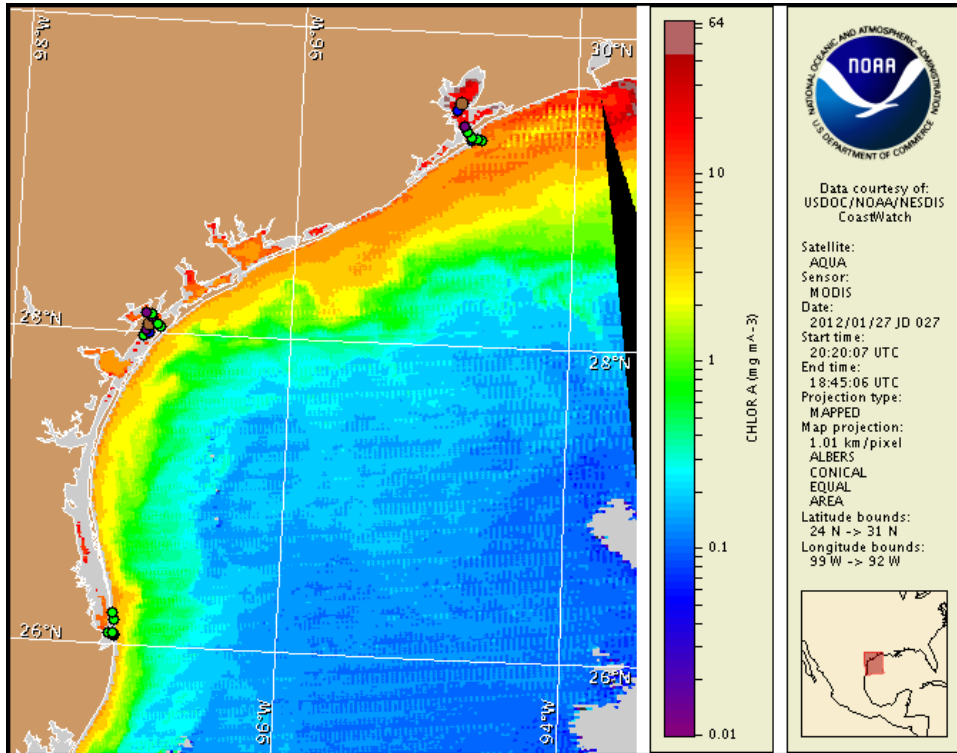 98°W
96°W
30°N
28°N
28°N
26°N
26°N
96°W
94°W
64
10
1
0.1
0.01
CHLOR A (mg m^-3)
NATIONAL OCEANIC AND ATMOSPHERIC ADMINISTRATION
NOAA
U.S. DEPARTMENT OF COMMERCE
Data courtesy of:
USDOC/NOAA/NESDIS
CoastWatch
Satellite:
AQUA
Sensor:
MODIS
Date:
2012/01/27 JD 027
Start time:
20:20:07 UTC
End time:
18:45:06 UTC
Projection type:
MAPPED
Map projection:
1.01 km/pixel
ALBERS
CONICAL
EQUAL
AREA
Latitude bounds:
24 N -> 31 N
Longitude bounds:
99 W -> 92 W